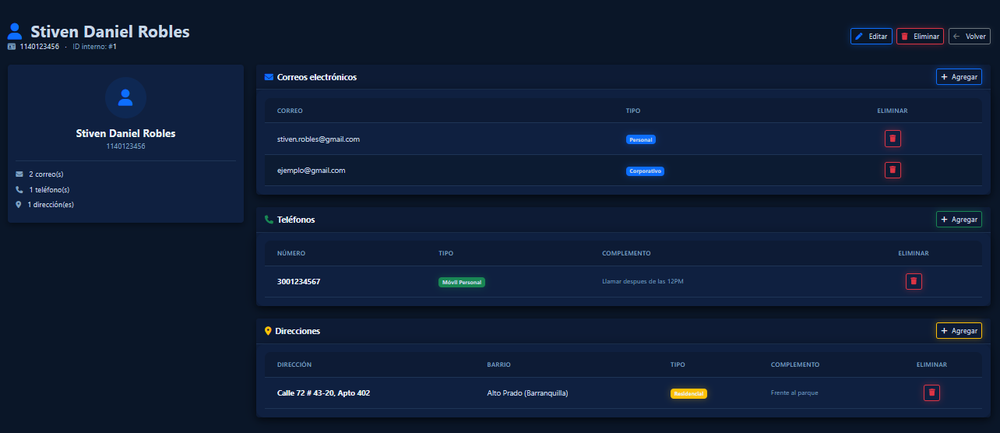 Stiven Daniel Robles
1140123456 · ID interno: #1
Editar Eliminar Volver
Stiven Daniel Robles
1140123456
2 correo(s)
1 teléfono(s)
1 dirección(es)
Correos electrónicos
+ Agregar
CORREO TIPO ELIMINAR
stiven.robles@gmail.com Personal
ejemplo@gmail.com Corporativo
Teléfonos
+ Agregar
NÚMERO TIPO COMPLEMENTO ELIMINAR
3001234567 Móvil Personal Llamar despues de las 12PM
Direcciones
+ Agregar
DIRECCIÓN BARRIO TIPO COMPLEMENTO ELIMINAR
Calle 72 # 43-20, Apto 402 Alto Prado (Barranquilla) Residencial Frente al parque